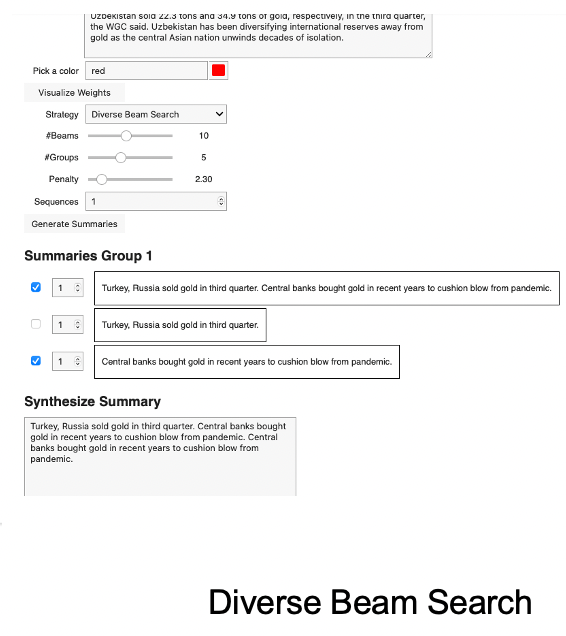 Uzbekistan sold 22.3 tons and 34.9 tons of gold, respectively, in the third quarter,
the WGC said. Uzbekistan has been diversifying international reserves away from
gold as the central Asian nation unwinds decades of isolation.
Pick a color red
Visualize Weights
Strategy Diverse Beam Search
#Beams 10
#Groups 5
Penalty 2.30
Sequences 1
Generate Summaries
Summaries Group 1
1 Turkey, Russia sold gold in third quarter. Central banks bought gold in recent years to cushion blow from pandemic.
1 Turkey, Russia sold gold in third quarter.
1 Central banks bought gold in recent years to cushion blow from pandemic.
Synthesize Summary
Turkey, Russia sold gold in third quarter. Central banks bought
gold in recent years to cushion blow from pandemic. Central
banks bought gold in recent years to cushion blow from
pandemic.
Diverse Beam Search